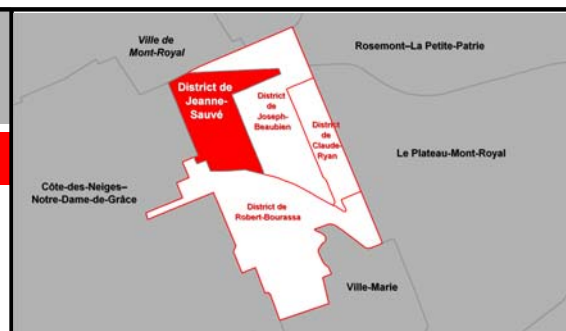 Ville de
Mont-Royal
Rosemont–La Petite-Patrie
District de
Jeanne-
Sauvé
District
de
Joseph-
Beaubien
District
de
Claude-
Ryan
Le Plateau-Mont-Royal
Côte-des-Neiges–
Notre-Dame-de-Grâce
District de
Robert-Bourassa
Ville-Marie